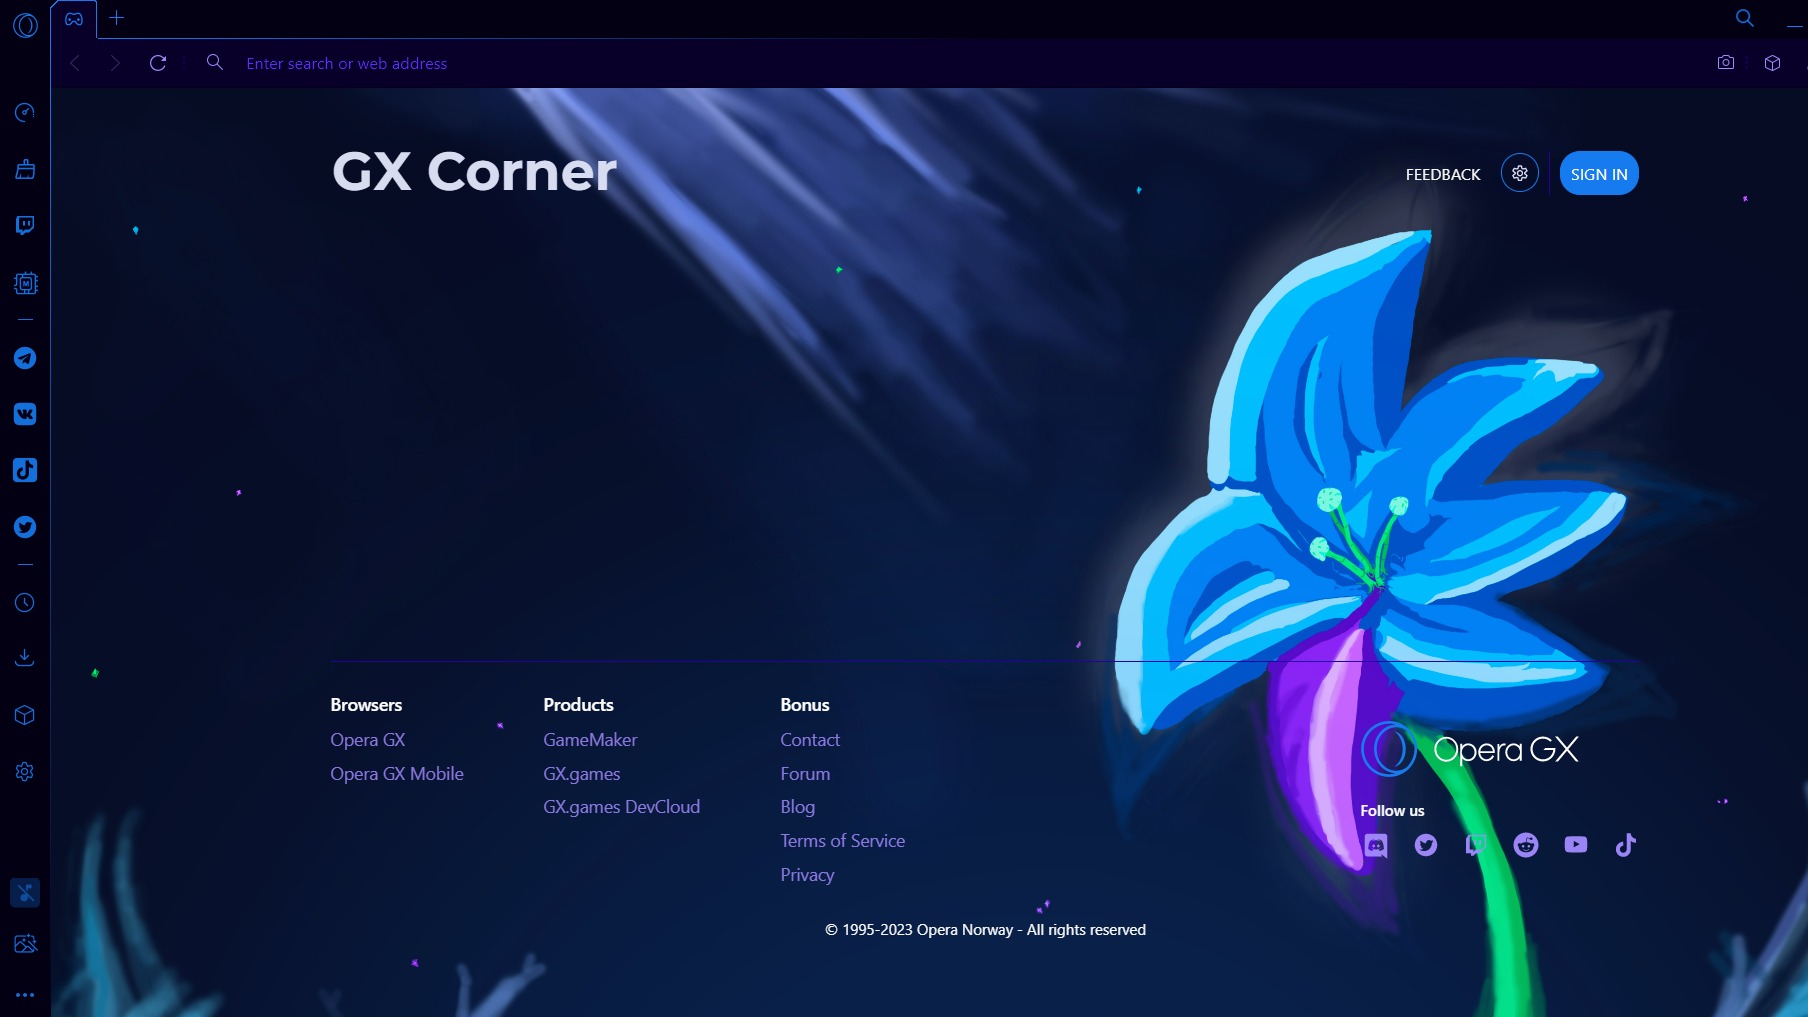 Enter search or web address
GX Corner
FEEDBACK
SIGN IN
Browsers
Opera GX
Opera GX Mobile
Products
GameMaker
GX.games
GX.games DevCloud
Bonus
Contact
Forum
Blog
Terms of Service
Privacy
Opera GX
Follow us
© 1995-2023 Opera Norway - All rights reserved